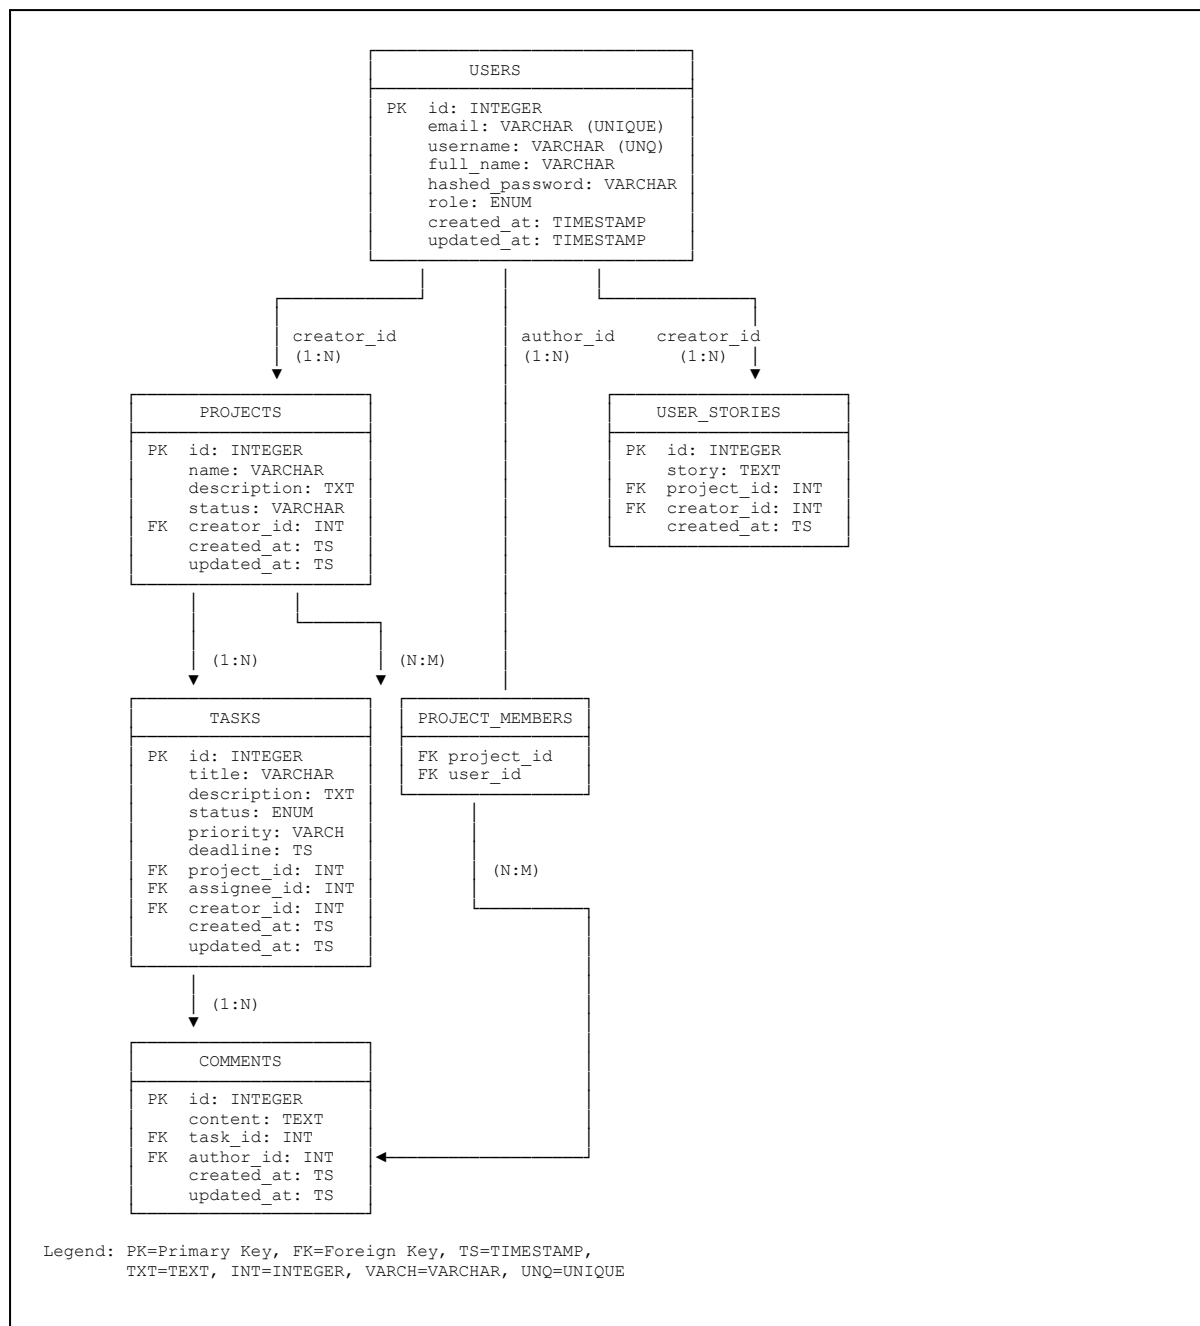 USERS
PK id: INTEGER
email: VARCHAR (UNIQUE)
username: VARCHAR (UNQ)
full_name: VARCHAR
hashed_password: VARCHAR
role: ENUM
created_at: TIMESTAMP
updated_at: TIMESTAMP
creator_id
(1:N)
author_id
(1:N)
creator_id
(1:N)
PROJECTS
PK id: INTEGER
name: VARCHAR
description: TXT
status: VARCHAR
FK creator_id: INT
created_at: TS
updated_at: TS
USER_STORIES
PK id: INTEGER
story: TEXT
FK project_id: INT
FK creator_id: INT
created_at: TS
(1:N)
(N:M)
TASKS
PK id: INTEGER
title: VARCHAR
description: TXT
status: ENUM
priority: VARCH
deadline: TS
FK project_id: INT
FK assignee_id: INT
FK creator_id: INT
created_at: TS
updated_at: TS
PROJECT_MEMBERS
FK project_id
FK user_id
(N:M)
(1:N)
COMMENTS
PK id: INTEGER
content: TEXT
FK task_id: INT
FK author_id: INT
created_at: TS
updated_at: TS
Legend: PK=Primary Key, FK=Foreign Key, TS=TIMESTAMP,
TXT=TEXT, INT=INTEGER, VARCH=VARCHAR, UNQ=UNIQUE